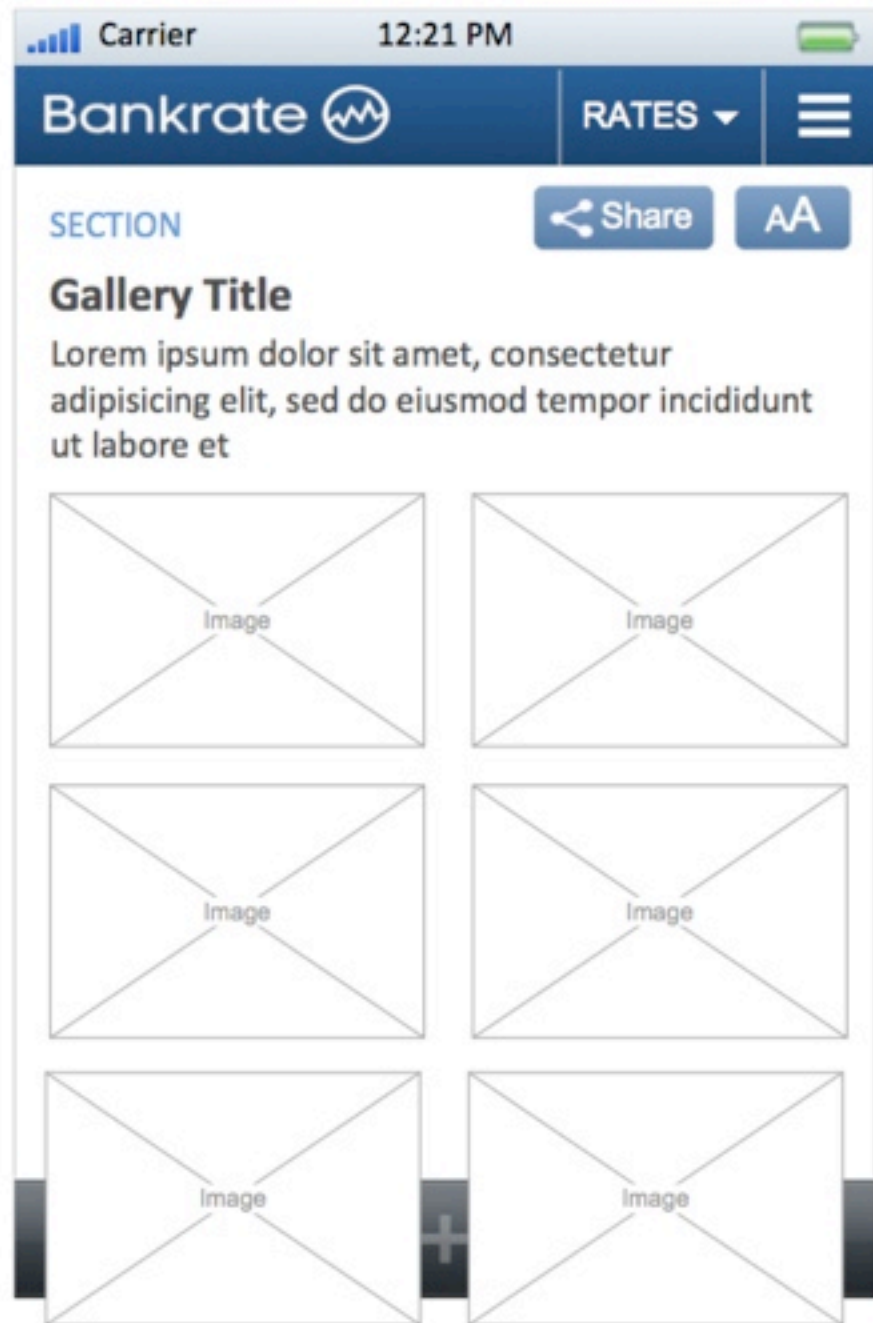 Carrier 12:21 PM
Bankrate RATES
SECTION Share AA
Gallery Title
Lorem ipsum dolor sit amet, consectetur
adipisicing elit, sed do eiusmod tempor incididunt
ut labore et
Image Image
Image Image
Image Image